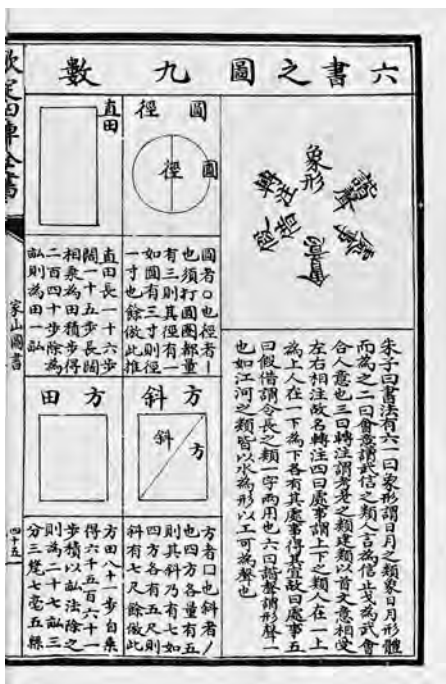 六書之圖
九數
象形
諧聲
處事
會意
假借
轉注
朱子曰書法有六一曰象形謂日月之類象日月形體
而為之二曰會意謂武信之類人言為信止戈為武會
合人意也三曰轉注謂考老之類建類以首文意相受
左右相注故名轉注四曰處事謂上下之類人在一上
為上人在一下為下各有其處事得其宜故曰處事五
曰假借謂令長之類一字兩用也六曰諧聲謂形聲一
也如江河之類皆以水為形以工可為聲也
圓徑
圓
徑
圓者○也徑者丨
也須打圓圈都量
有三則其徑有一
如圓有三寸則徑
一寸也餘倣此推
直田
直田長一十六步
闊一十五步長闊
相乘為田積步得
二百四十步除為
畝則為田一畝
方斜
方
斜
方者口也斜者/
也四方各量有五
則其斜乃有七如
四方各有五尺則
斜有七尺餘倣此
方田
方田八十一步自乘
得六千五百六十一
步積以畝法除之
則為二十七畝三
分三釐七毫五絲
欽定四庫全書
家山圖書
四十五